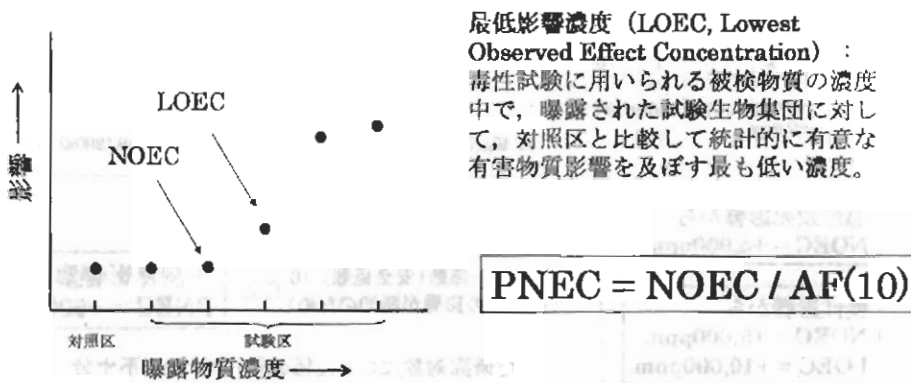 最低影響濃度（LOEC, Lowest
Observed Effect Concentration）：
毒性試験に用いられる被検物質の濃度
中で、曝露された試験生物集団に対し
て、対照区と比較して統計的に有意な
有害物質影響を及ぼす最も低い濃度。
影響
LOEC
NOEC
対照区
試験区
曝露物質濃度
PNEC = NOEC / AF(10)